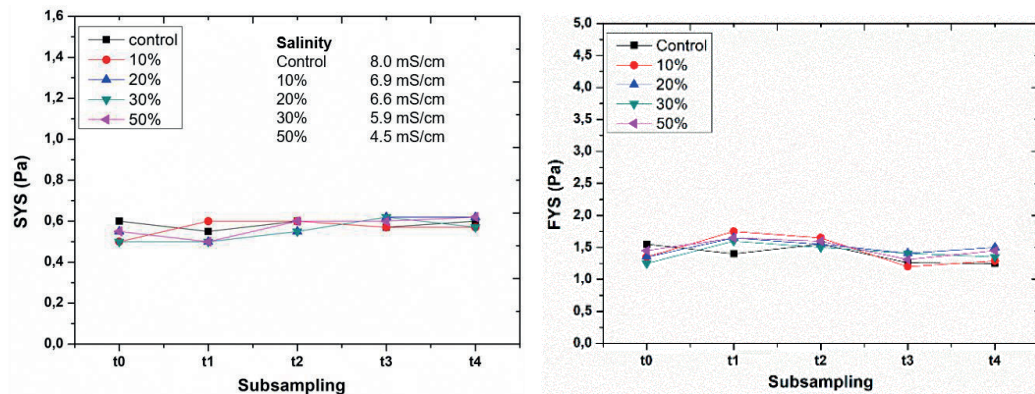 1,6
1,4
1,2
1,0
0,8
0,6
0,4
0,2
0,0
SYS (Pa)
control
10%
20%
30%
50%
Salinity
Control 8.0 mS/cm
10% 6.9 mS/cm
20% 6.6 mS/cm
30% 5.9 mS/cm
50% 4.5 mS/cm
t0 t1 t2 t3 t4
Subsampling
5,0
4,5
4,0
3,5
3,0
2,5
2,0
1,5
1,0
0,5
0,0
FYS (Pa)
Control
10%
20%
30%
50%
t0 t1 t2 t3 t4
Subsampling